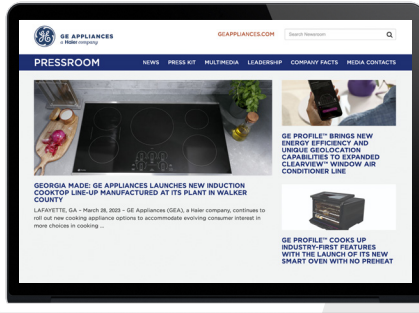 GE APPLIANCES
a Haier company
GEAPPLIANCES.COM
Search Newsroom
PRESSROOM
NEWS PRESS KIT MULTIMEDIA LEADERSHIP COMPANY FACTS MEDIA CONTACTS
GEORGIA MADE: GE APPLIANCES LAUNCHES NEW INDUCTION
COOKTOP LINE-UP MANUFACTURED AT ITS PLANT IN WALKER
COUNTY
LAFAYETTE, GA – March 28, 2023 – GE Appliances (GEA), a Haier company, continues to
roll out new cooking appliance options to accommodate evolving consumer interest in
more choices in cooking ...
GE PROFILE™ BRINGS NEW
ENERGY EFFICIENCY AND
UNIQUE GEOLOCATION
CAPABILITIES TO EXPANDED
CLEARVIEW™ WINDOW AIR
CONDITIONER LINE
GE PROFILE™ COOKS UP
INDUSTRY-FIRST FEATURES
WITH THE LAUNCH OF ITS NEW
SMART OVEN WITH NO PREHEAT